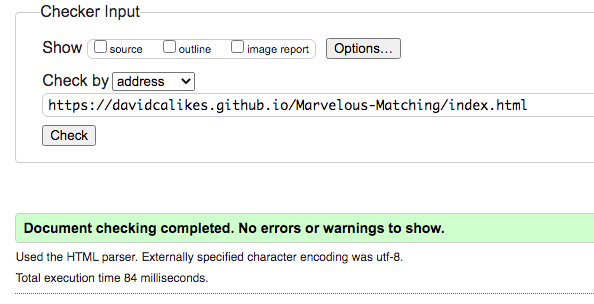 Checker Input
Show source outline image report Options...
Check by address
https://davidcalikes.github.io/Marvelous-Matching/index.html
Check
Document checking completed. No errors or warnings to show.
Used the HTML parser. Externally specified character encoding was utf-8.
Total execution time 84 milliseconds.